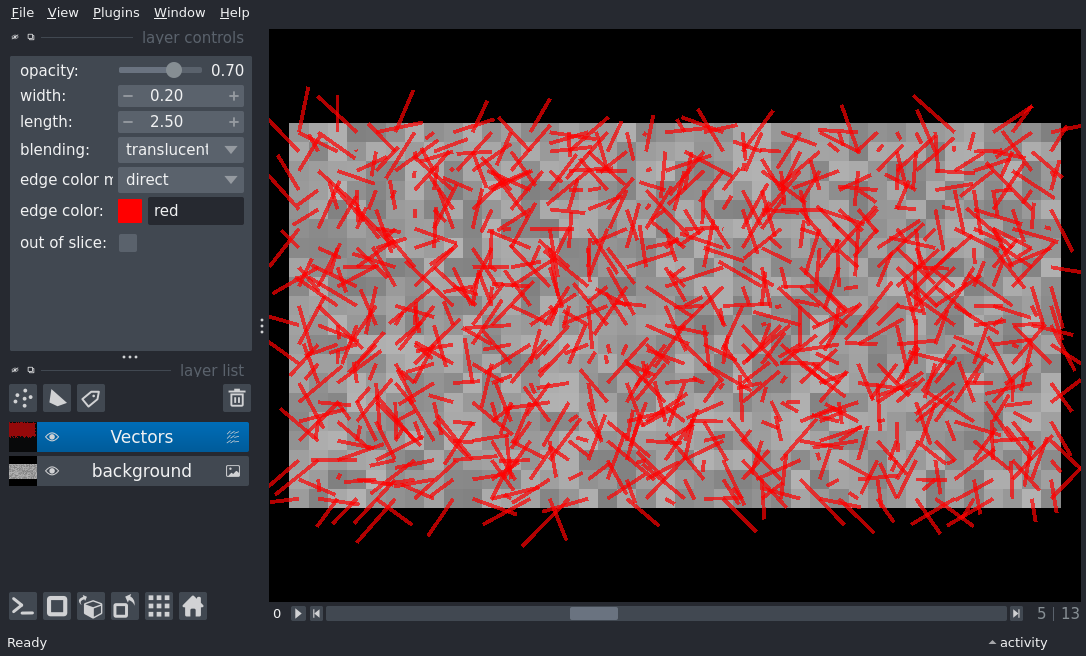 File View Plugins Window Help
layer controls
opacity: 0.70
width: 0.20
length: 2.50
blending: translucent
edge color m direct
edge color: red
out of slice:
layer list
Vectors
background
0 5 | 13
Ready activity